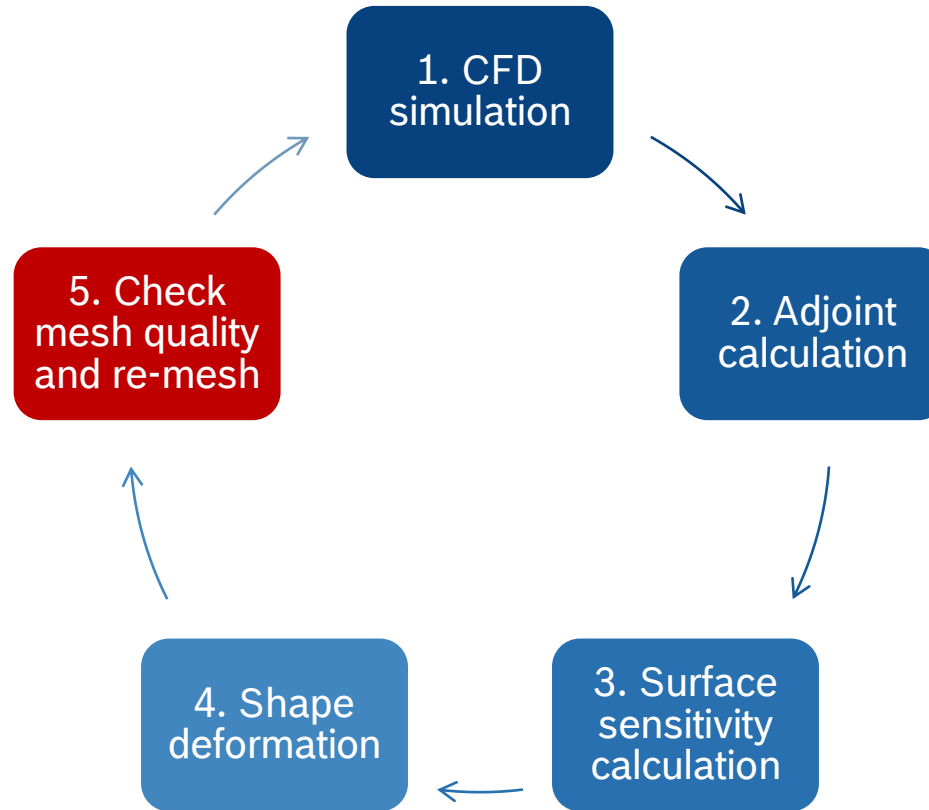 1. CFD
simulation
2. Adjoint
calculation
3. Surface
sensitivity
calculation
4. Shape
deformation
5. Check
mesh quality
and re-mesh